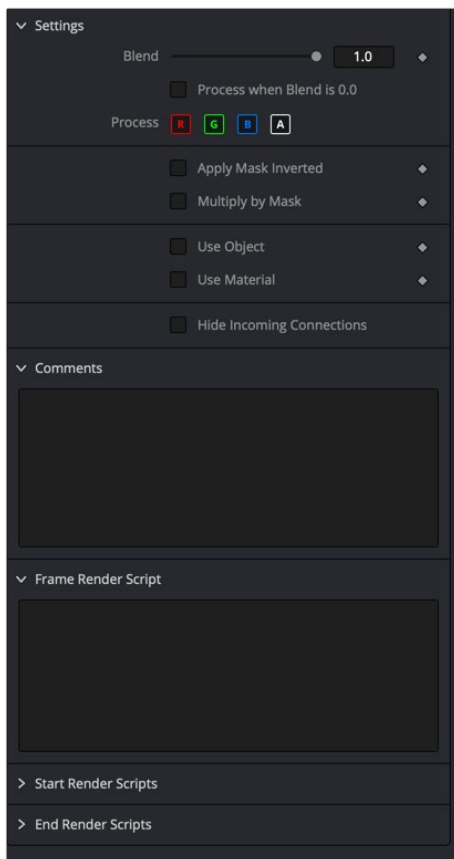 Settings
Blend 1.0
Process when Blend is 0.0
Process R G B A
Apply Mask Inverted
Multiply by Mask
Use Object
Use Material
Hide Incoming Connections
Comments
Frame Render Script
Start Render Scripts
End Render Scripts